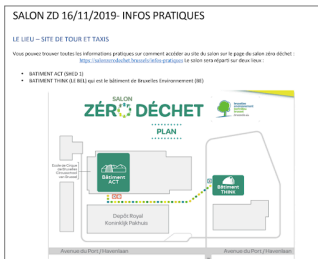 SALON ZD 16/11/2019- INFOS PRATIQUES
LE LIEU – SITE DE TOUR ET TAXIS
Vous pouvez trouver toutes les informations pratiques sur comment accéder au site du salon sur le page de salon zéro déchet :
https://salonzerodechet.brussels/infos-pratiques Le salon sera réparti sur deux lieux :
• BATIMENT ACT (SHED 1)
• BATIMENT THINK (LE BEL) qui est le bâtiment de Bruxelles Environnement (BE)
SALON
ZÉRO DÉCHET
PLAN
Bâtiment
ACT
Bâtiment
THINK
Dépôt Royal
Koninklijk Pakhuis
Avenue du Port / Havenlaan
Avenue du Port / Havenlaan